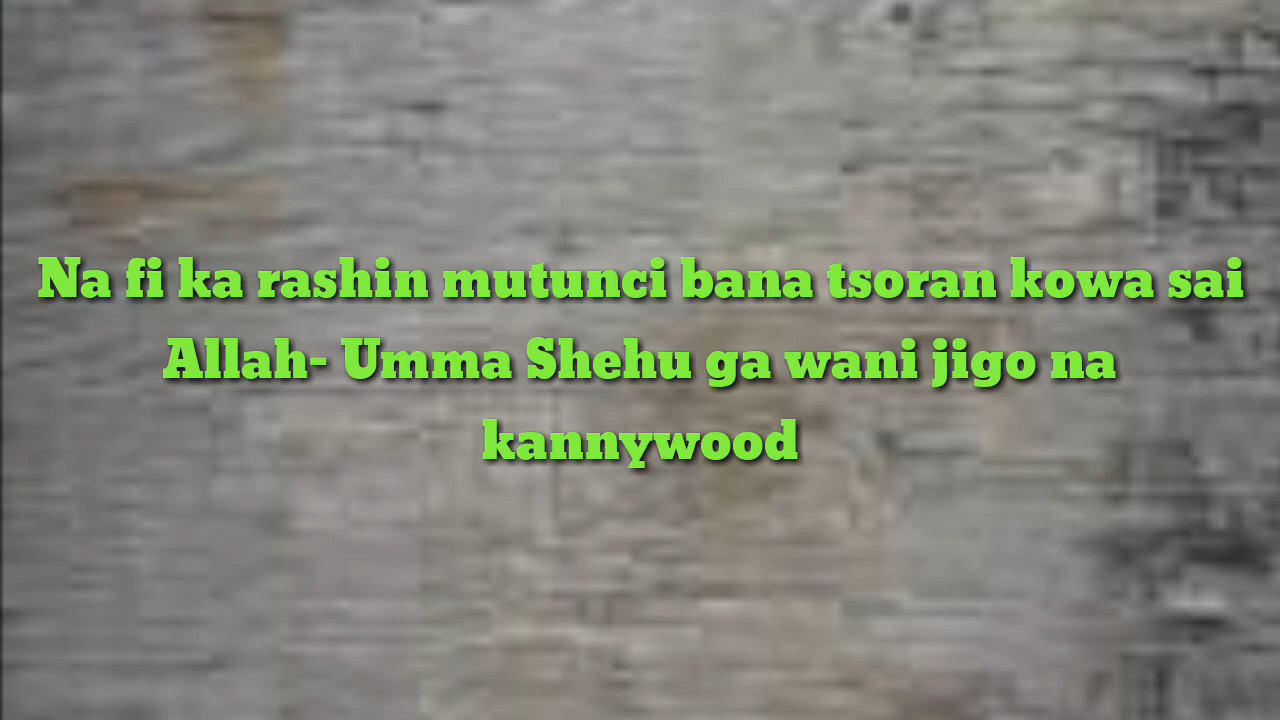 Na fi ka rashin mutunci bana tsoran kowa sai
Allah- Umma Shehu ga wani jigo na
kannywood